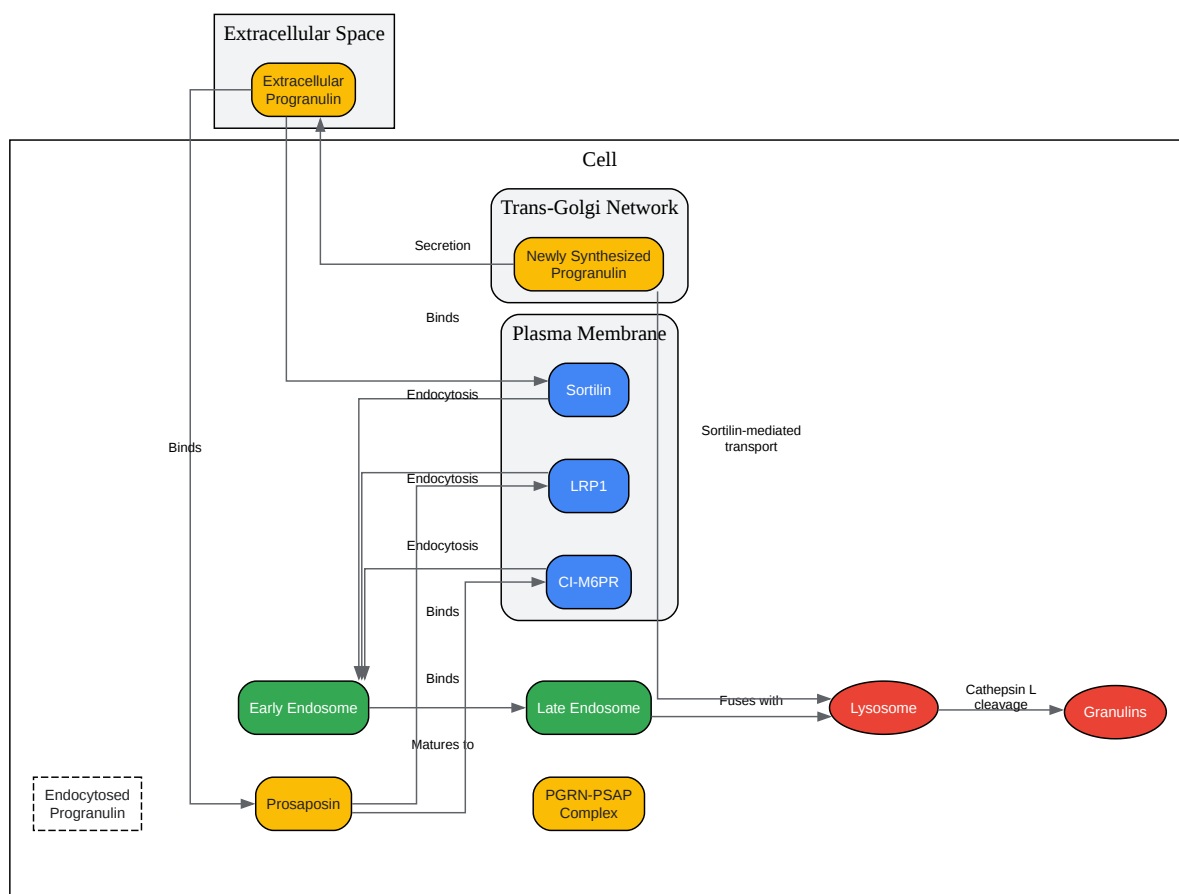 Extracellular Space
Extracellular
Progranulin
Cell
Trans-Golgi Network
Secretion
Newly Synthesized
Progranulin
Binds
Plasma Membrane
Sortilin
Endocytosis
Sortilin-mediated
transport
Binds
Endocytosis
LRP1
Endocytosis
CI-M6PR
Binds
Binds
Early Endosome
Late Endosome
Fuses with
Lysosome
Cathepsin L
cleavage
Granulins
Matures to
Endocytosed
Progranulin
Prosaposin
PGRN-PSAP
Complex